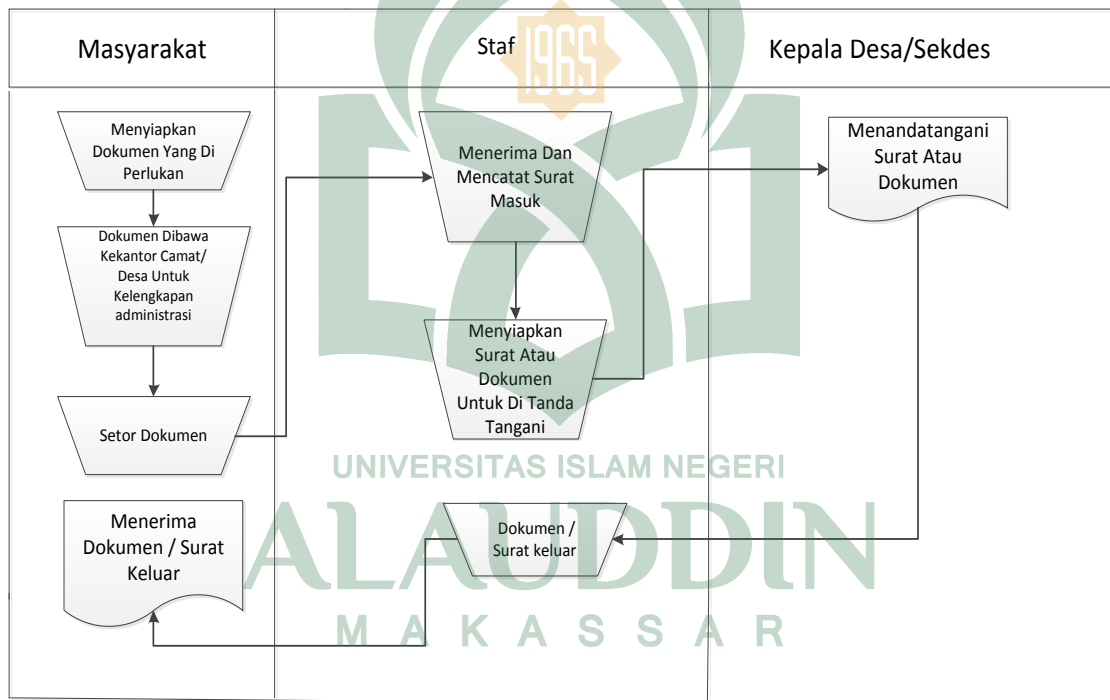 Masyarakat
Staf
Kepala Desa/Sekdes
1965
Menyiapkan
Dokumen Yang Di
Perlukan
Dokumen Dibawa
Kekantor Camat/
Desa Untuk
Kelengkapan
administrasi
Setor Dokumen
Menerima Dan
Mencatat Surat
Masuk
Menyiapkan
Surat Atau
Dokumen
Untuk Di Tanda
Tangani
Menandatangani
Surat Atau
Dokumen
Dokumen /
Surat keluar
Menerima
Dokumen / Surat
Keluar
UNIVERSITAS ISLAM NEGERI
ALAUDDIN
MAKASSAR